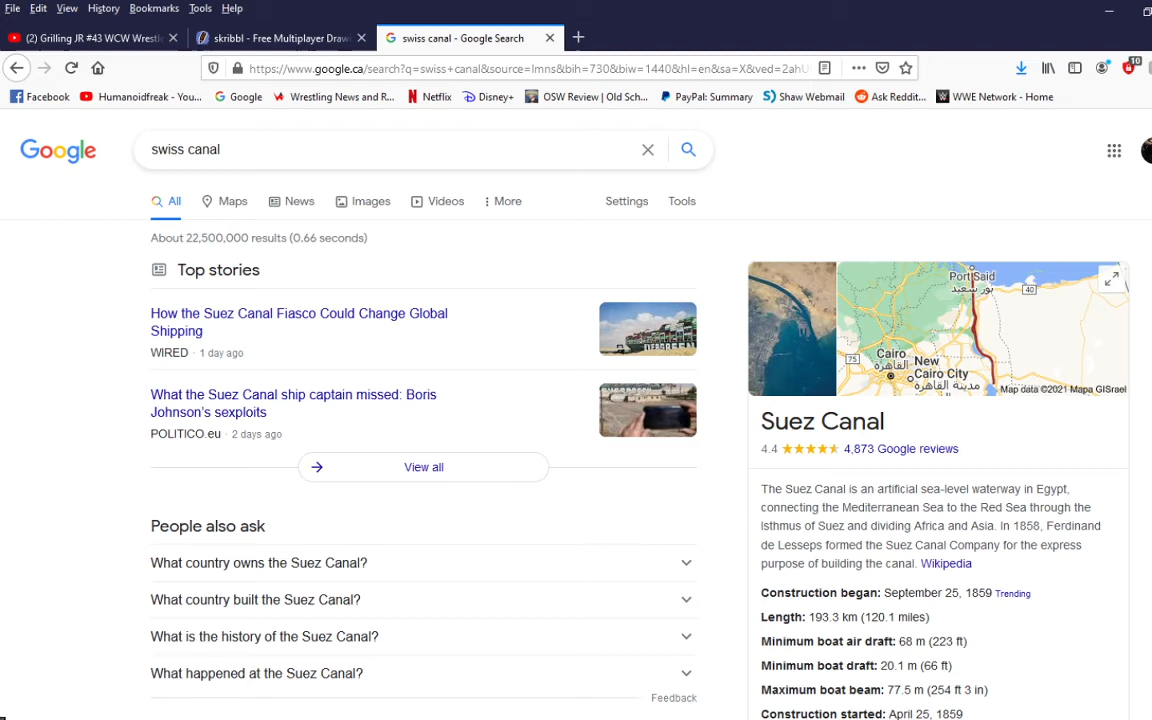 File Edit View History Bookmarks Tools Help
(2) Grilling JR #43 WCW Wrestl
skribbl - Free Multiplayer Draw
swiss canal - Google Search
https://www.google.ca/search?q=swiss+canal&source=lmns&bih=730&biw=1440&hl=en&sa=X&ved=2ahU
10
Facebook Humanoidfreak - You... Google Wrestling News and R... Netflix Disney+ OSW Review | Old Sch... PayPal: Summary Shaw Webmail Ask Reddit... WWE Network - Home
Google
swiss canal
All Maps News Images Videos More Settings Tools
About 22,500,000 results (0.66 seconds)
Top stories
How the Suez Canal Fiasco Could Change Global
Shipping
WIRED · 1 day ago
EVERGREEN
What the Suez Canal ship captain missed: Boris
Johnson's sexploits
POLITICO.eu · 2 days ago
View all
People also ask
What country owns the Suez Canal?
What country built the Suez Canal?
What is the history of the Suez Canal?
What happened at the Suez Canal?
Feedback
Port Said
بور سعيد
40
75
Cairo
القاهرة
New
Cairo City
مدينة القاهرة
Map data ©2021 Mapa GISrael
Suez Canal
4.4 4,873 Google reviews
The Suez Canal is an artificial sea-level waterway in Egypt,
connecting the Mediterranean Sea to the Red Sea through the
Isthmus of Suez and dividing Africa and Asia. In 1858, Ferdinand
de Lesseps formed the Suez Canal Company for the express
purpose of building the canal. Wikipedia
Construction began: September 25, 1859 Trending
Length: 193.3 km (120.1 miles)
Minimum boat air draft: 68 m (223 ft)
Minimum boat draft: 20.1 m (66 ft)
Maximum boat beam: 77.5 m (254 ft 3 in)
Construction started: April 25, 1859